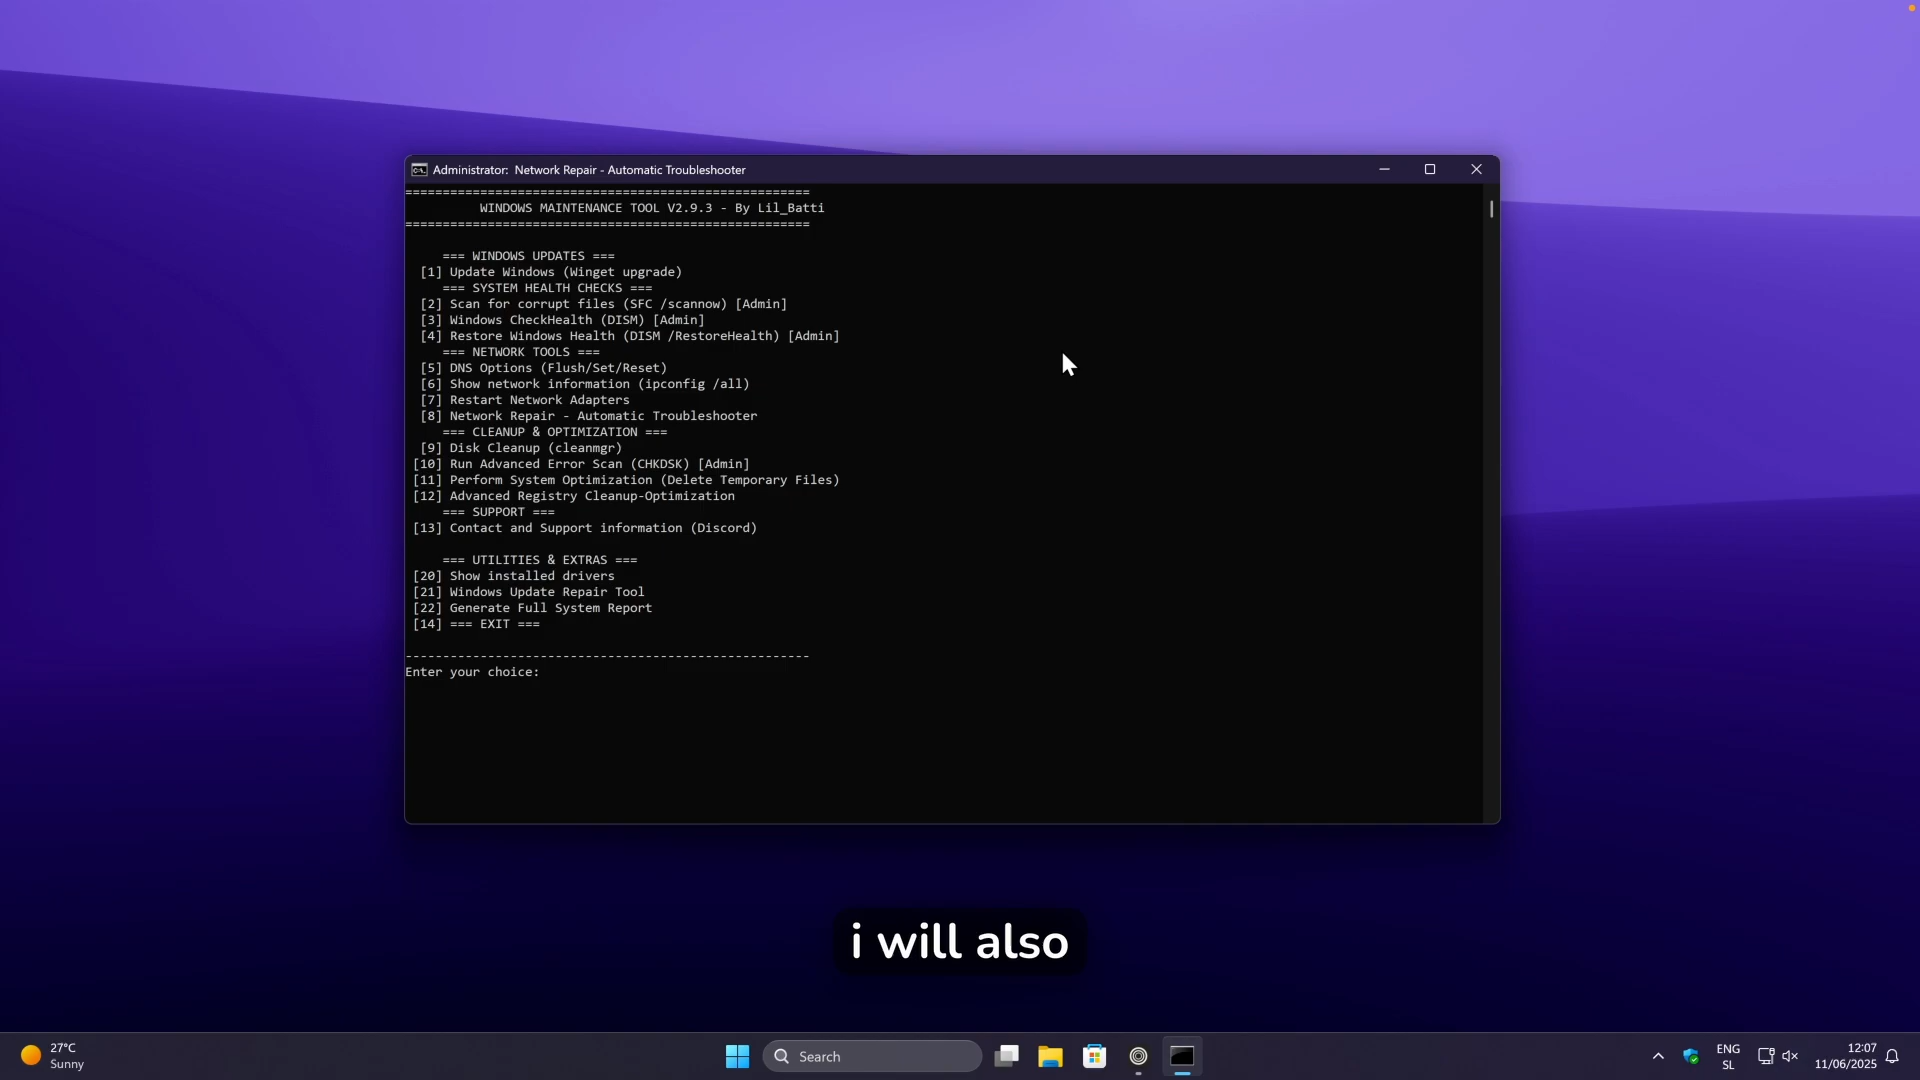 Administrator: Network Repair - Automatic Troubleshooter
======================================================
WINDOWS MAINTENANCE TOOL V2.9.3 - By Lil_Batti
======================================================
=== WINDOWS UPDATES ===
[1] Update Windows (Winget upgrade)
=== SYSTEM HEALTH CHECKS ===
[2] Scan for corrupt files (SFC /scannow) [Admin]
[3] Windows CheckHealth (DISM) [Admin]
[4] Restore Windows Health (DISM /RestoreHealth) [Admin]
=== NETWORK TOOLS ===
[5] DNS Options (Flush/Set/Reset)
[6] Show network information (ipconfig /all)
[7] Restart Network Adapters
[8] Network Repair - Automatic Troubleshooter
=== CLEANUP & OPTIMIZATION ===
[9] Disk Cleanup (cleanmgr)
[10] Run Advanced Error Scan (CHKDSK) [Admin]
[11] Perform System Optimization (Delete Temporary Files)
[12] Advanced Registry Cleanup-Optimization
=== SUPPORT ===
[13] Contact and Support information (Discord)
=== UTILITIES & EXTRAS ===
[20] Show installed drivers
[21] Windows Update Repair Tool
[22] Generate Full System Report
[14] === EXIT ===
------------------------------------------------------
Enter your choice:
i will also
27°C
Sunny
Search
ENG
SL
12:07
11/06/2025